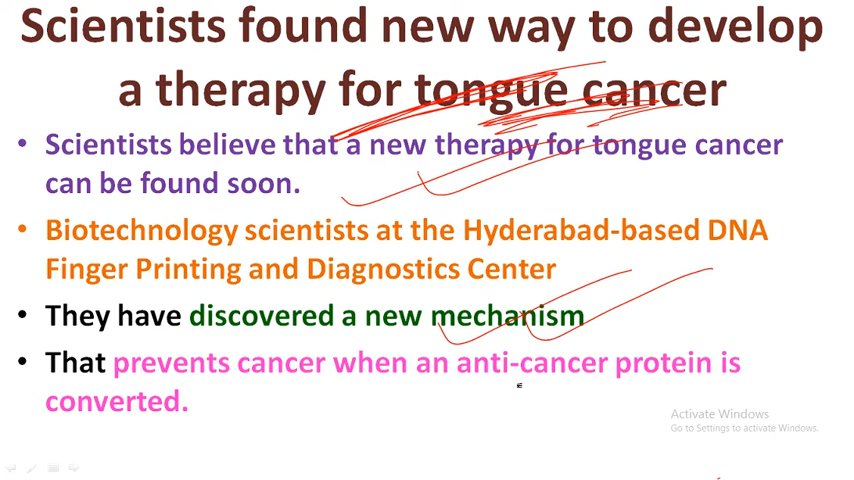 Scientists found new way to develop
a therapy for tongue cancer
• Scientists believe that a new therapy for tongue cancer
can be found soon.
• Biotechnology scientists at the Hyderabad-based DNA
Finger Printing and Diagnostics Center
• They have discovered a new mechanism
• That prevents cancer when an anti-cancer protein is
converted.
Activate Windows
Go to Settings to activate Windows.